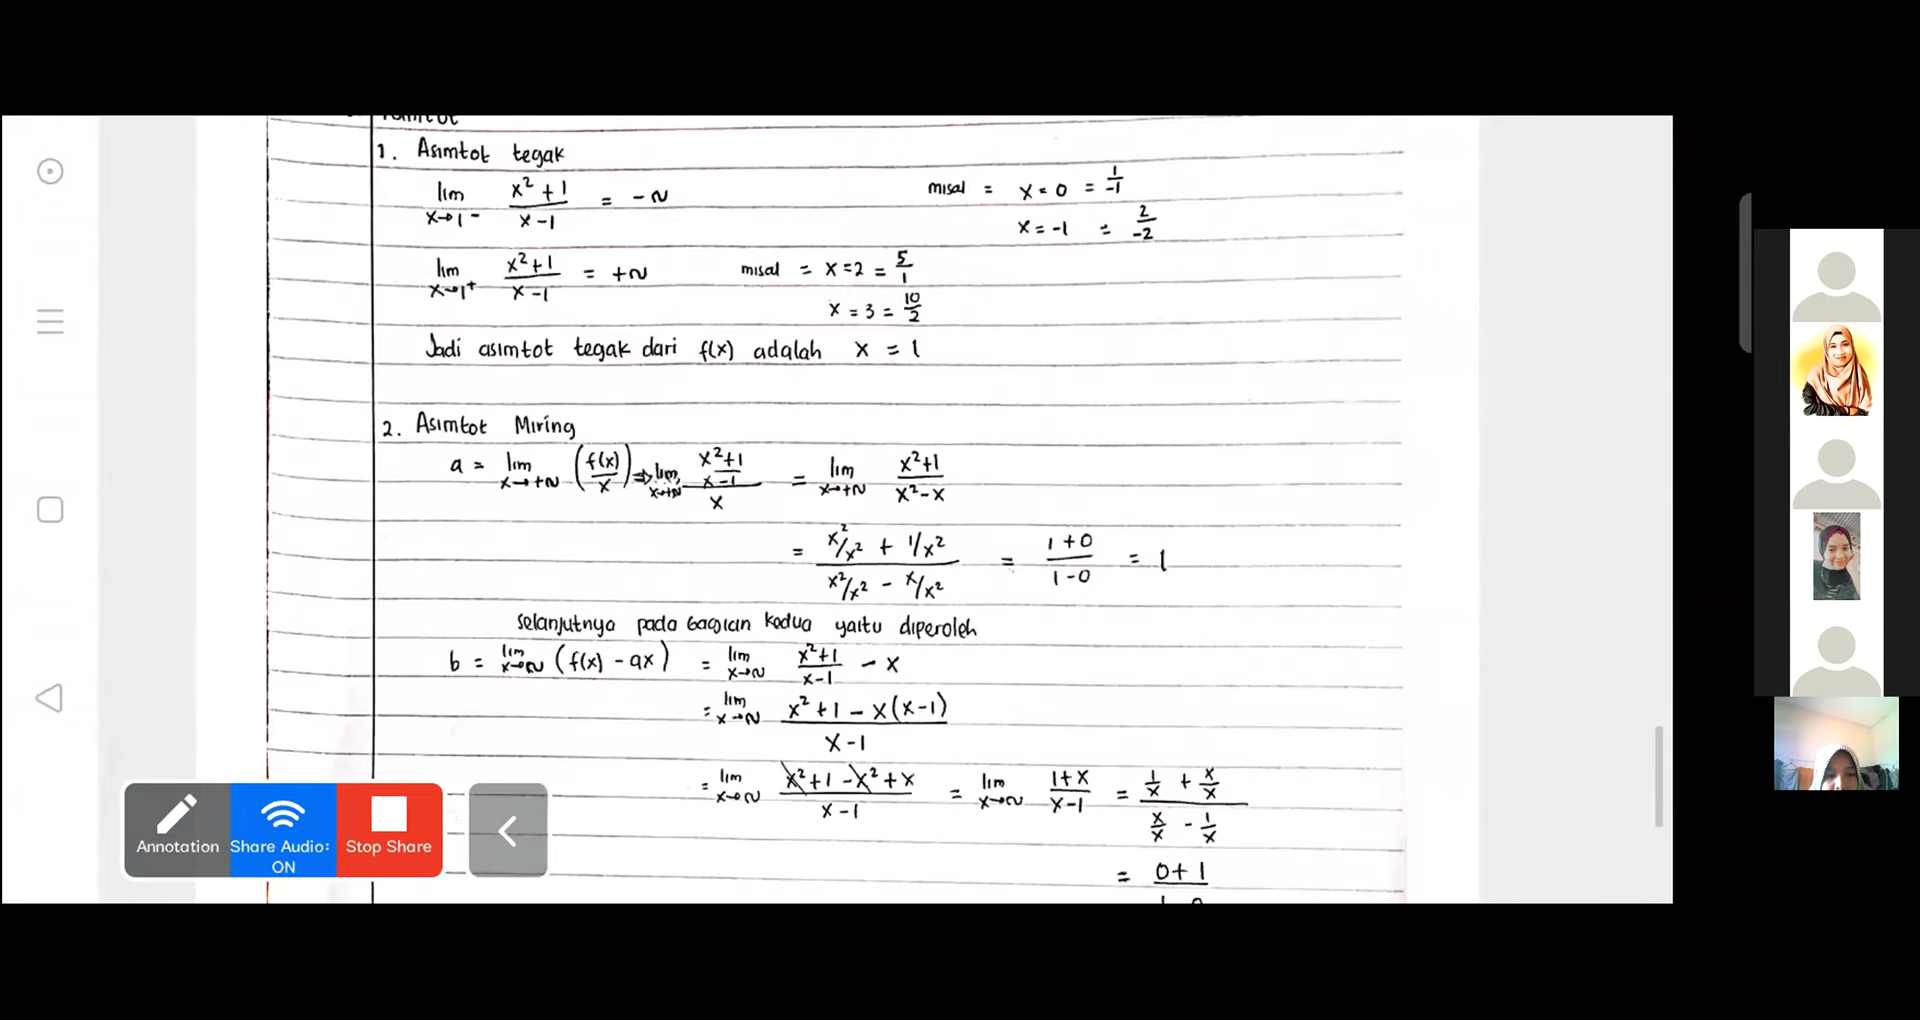 1. Asimtot tegak
lim x→1- x²+1/x-1 = -∾ misal = x=0 = 1/-1
x=-1 = 2/-2
lim x→1+ x²+1/x-1 = +∾ misal = x=2 = 5/1
x=3 = 10/2
Jadi asimtot tegak dari f(x) adalah x = 1
2. Asimtot Miring
a = lim x→+∾ (f(x)/x) ⇒ lim x→+∾ x²+1/x-1/x = lim x→+∾ x²+1/x²-x
= x²/x² + 1/x² / x²/x² - x/x² = 1+0/1-0 = 1
selanjutnya pada bagian kedua yaitu diperoleh
b = lim x→∾ (f(x) - ax) = lim x→∾ x²+1/x-1 - x
= lim x→∾ x²+1-x(x-1)/x-1
= lim x→∾ x²+1-x²+x/x-1 = lim x→∾ 1+x/x-1 = 1/x + x/x / x/x - 1/x
= 0+1
Annotation
Share Audio: ON
Stop Share